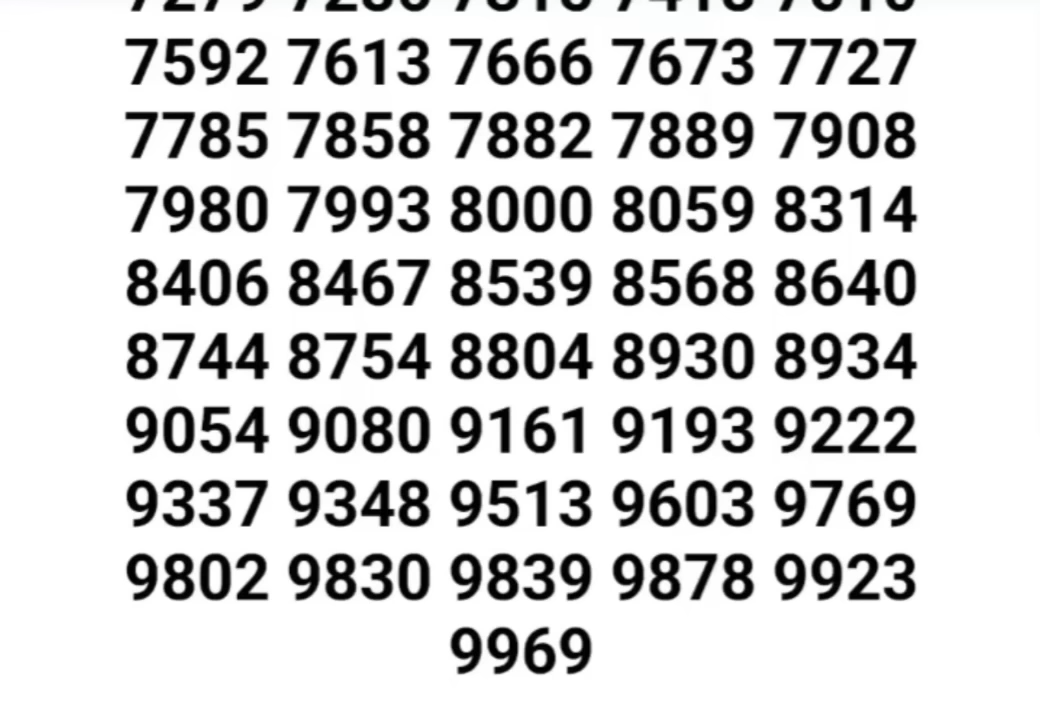 7592 7613 7666 7673 7727
7785 7858 7882 7889 7908
7980 7993 8000 8059 8314
8406 8467 8539 8568 8640
8744 8754 8804 8930 8934
9054 9080 9161 9193 9222
9337 9348 9513 9603 9769
9802 9830 9839 9878 9923
9969